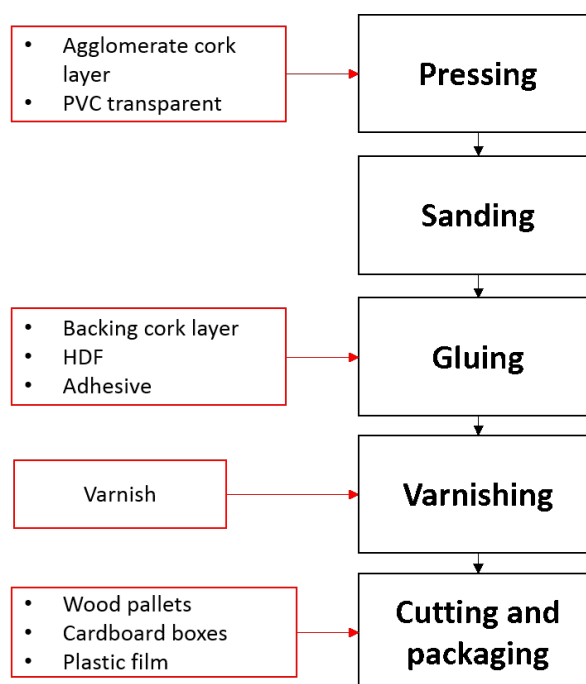 • Agglomerate cork
layer
• PVC transparent
Pressing
Sanding
• Backing cork layer
• HDF
• Adhesive
Gluing
Varnish
Varnishing
• Wood pallets
• Cardboard boxes
• Plastic film
Cutting and
packaging